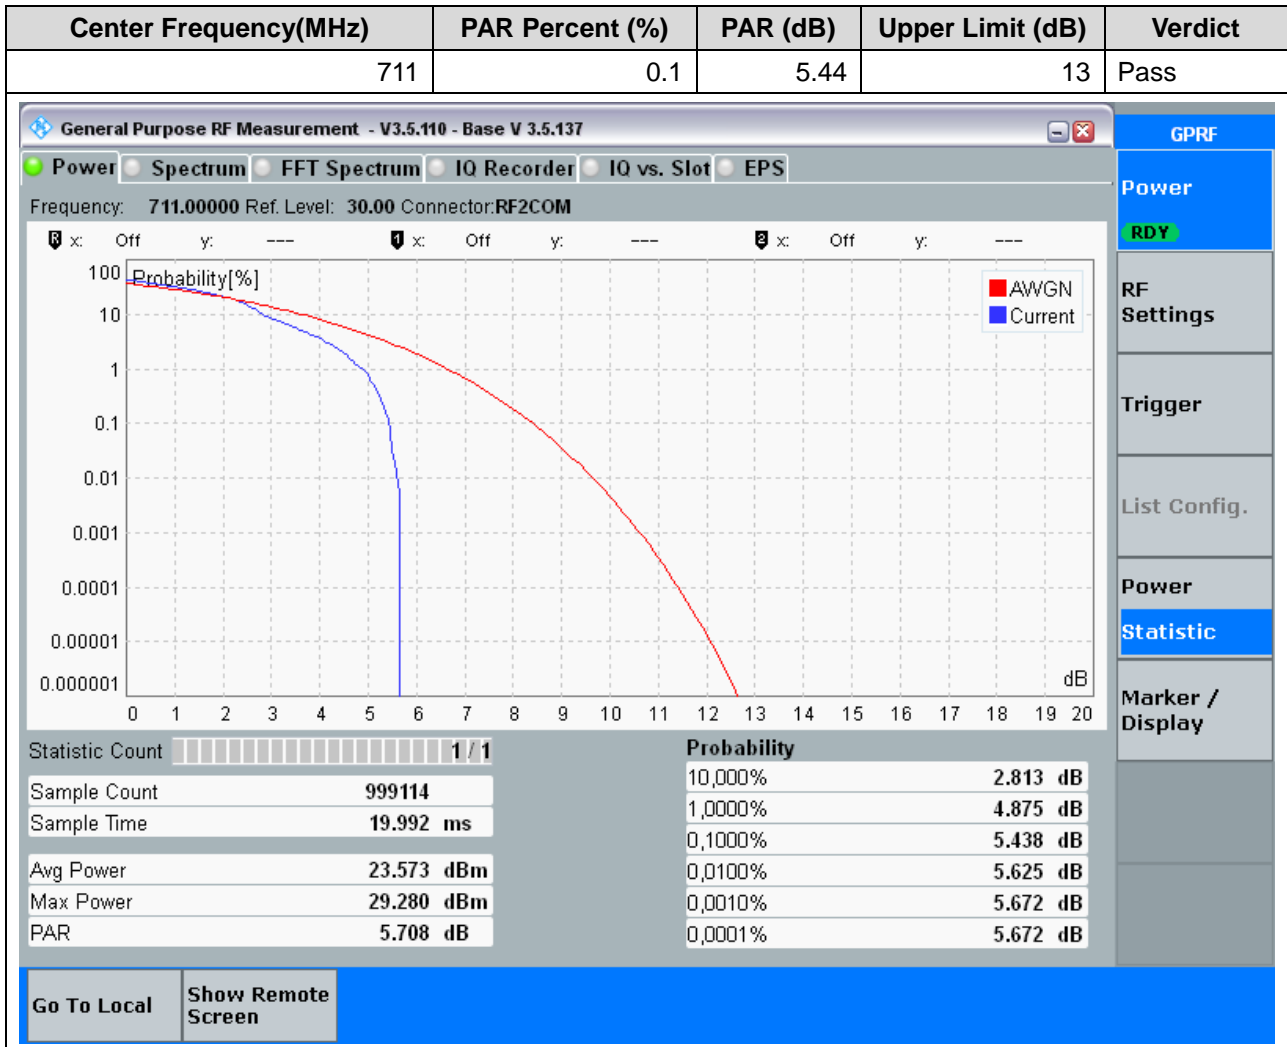 Center Frequency(MHz) PAR Percent (%) PAR (dB) Upper Limit (dB) Verdict
711 0.1 5.44 13 Pass
General Purpose RF Measurement - V3.5.110 - Base V 3.5.137
GPRF
Power Spectrum FFT Spectrum IQ Recorder IQ vs. Slot EPS
Power
RDY
Frequency: 711.00000 Ref. Level: 30.00 Connector:RF2COM
R x: Off y: --- 1 x: Off y: --- 2 x: Off y: ---
Probability[%]
AWGN
Current
100
10
1
0.1
0.01
0.001
0.0001
0.00001
0.000001
dB
0 1 2 3 4 5 6 7 8 9 10 11 12 13 14 15 16 17 18 19 20
RF
Settings
Trigger
List Config.
Power
Statistic
Marker /
Display
Statistic Count 1 / 1
Sample Count 999114
Sample Time 19.992 ms
Avg Power 23.573 dBm
Max Power 29.280 dBm
PAR 5.708 dB
Probability
10,000% 2.813 dB
1,0000% 4.875 dB
0,1000% 5.438 dB
0,0100% 5.625 dB
0,0010% 5.672 dB
0,0001% 5.672 dB
Go To Local
Show Remote
Screen